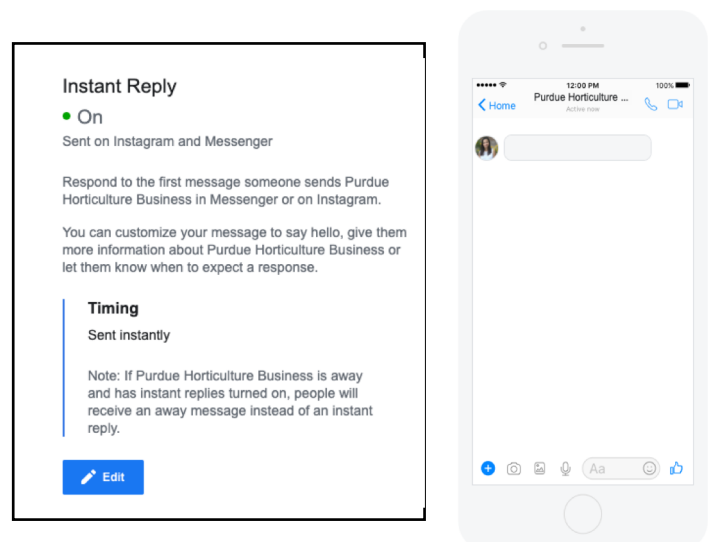 Instant Reply
On
Sent on Instagram and Messenger
Respond to the first message someone sends Purdue
Horticulture Business in Messenger or on Instagram.
You can customize your message to say hello, give them
more information about Purdue Horticulture Business or
let them know when to expect a response.
Timing
Sent instantly
Note: If Purdue Horticulture Business is away
and has instant replies turned on, people will
receive an away message instead of an instant
reply.
Edit
12:00 PM
100%
Home
Purdue Horticulture ...
Active now
Aa